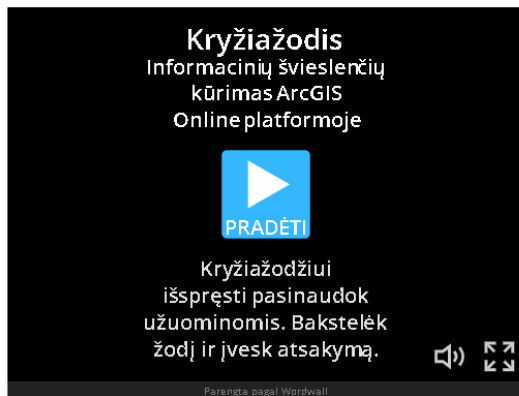 Kryžiažodis
Informacinių švieslenčių
kūrimas ArcGIS
Online platformoje
PRADĖTI
Kryžiažodžiui
išspręsti pasinaudok
užuominomis. Bakstelėk
žodį ir įvesk atsakymą.
Parengta pagal Wordwall